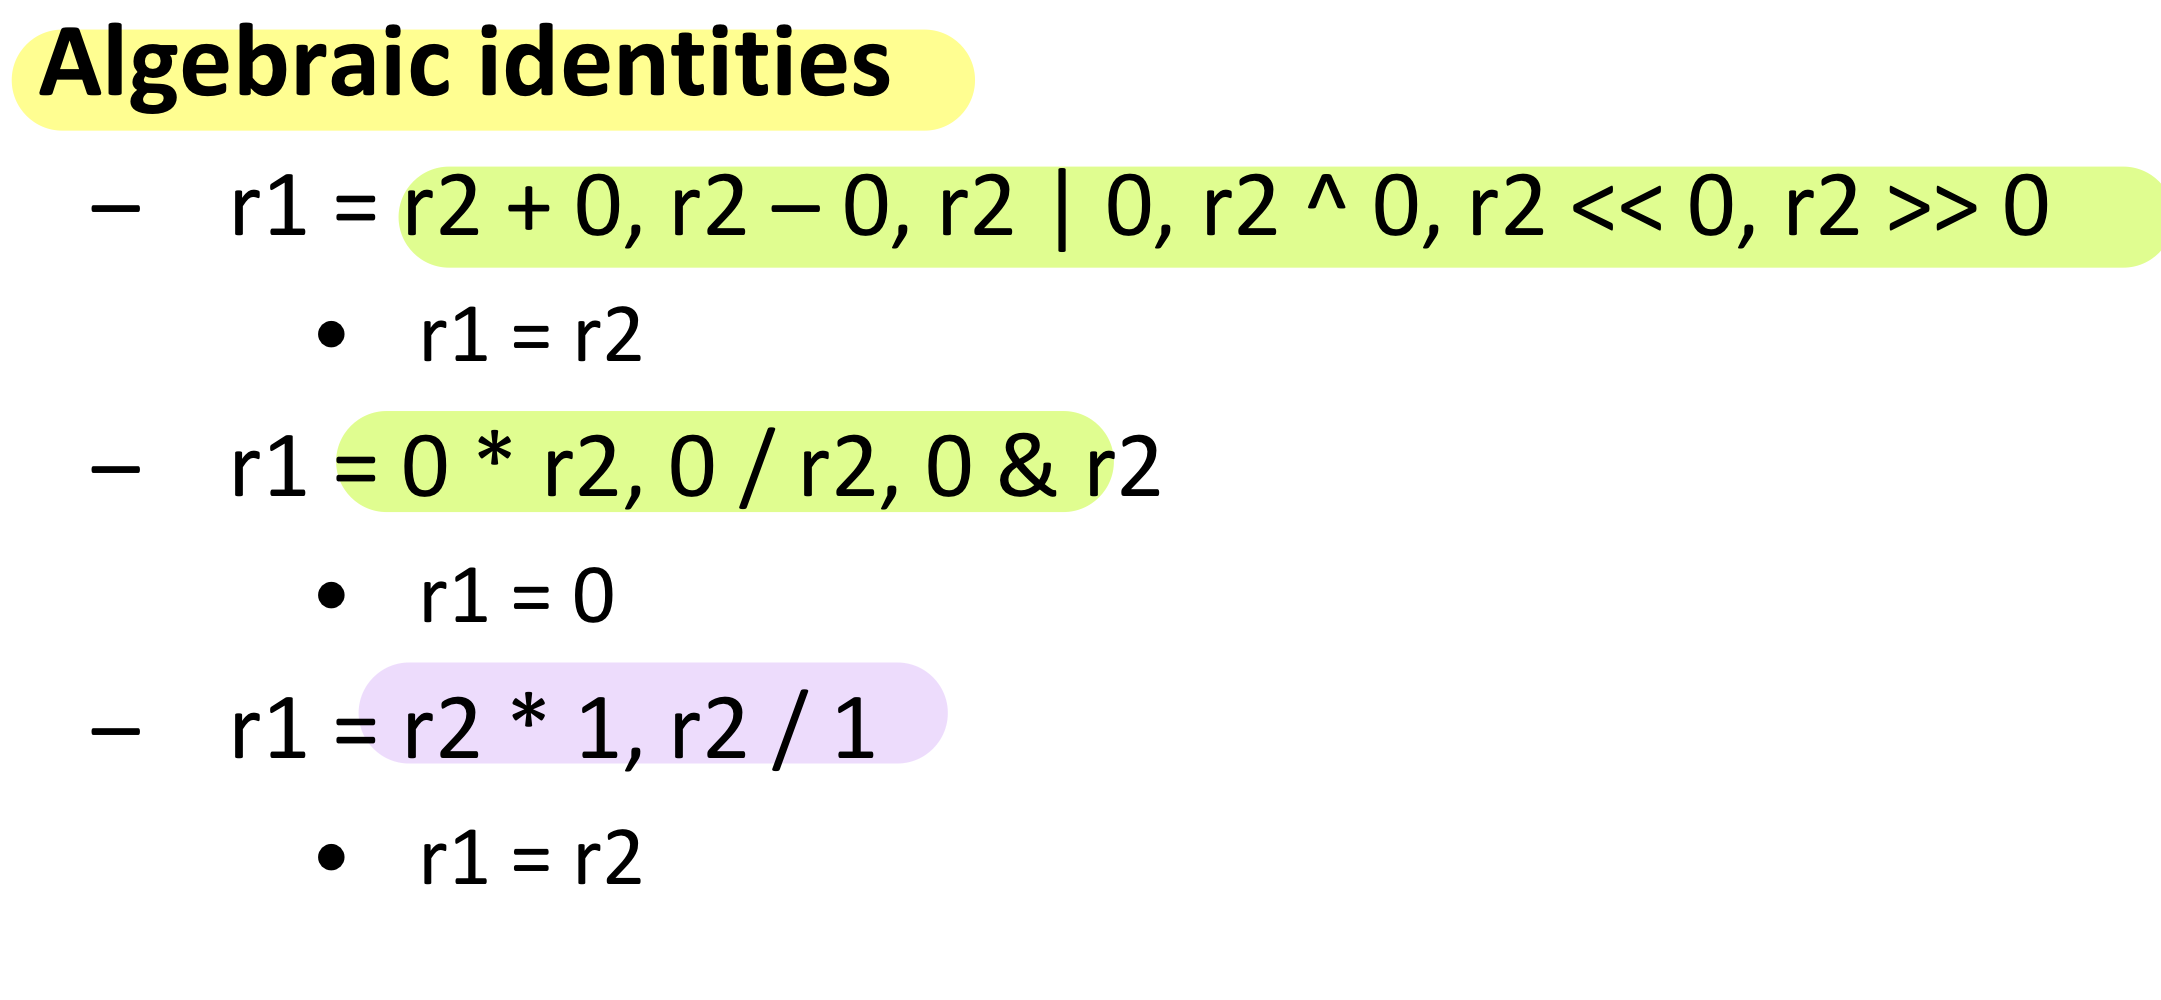 Algebraic identities
– r1 = r2 + 0, r2 – 0, r2 | 0, r2 ^ 0, r2 << 0, r2 >> 0
• r1 = r2
– r1 = 0 * r2, 0 / r2, 0 & r2
• r1 = 0
– r1 = r2 * 1, r2 / 1
• r1 = r2